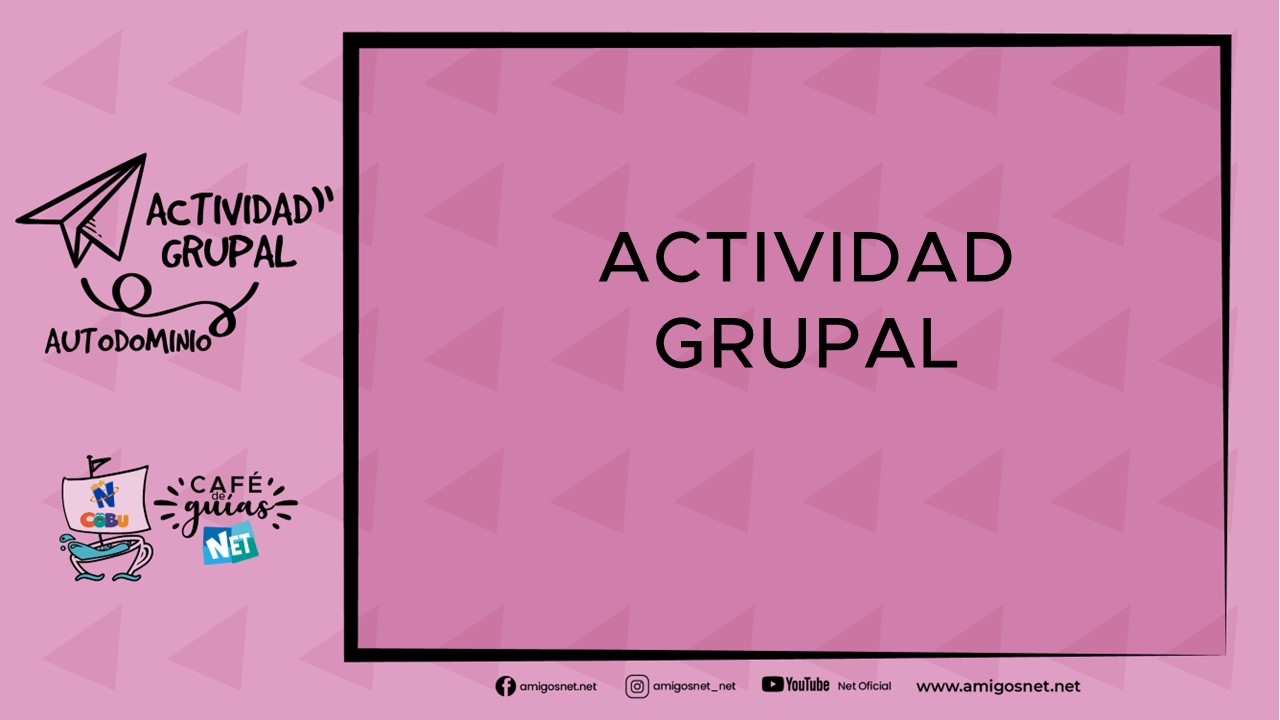 ACTIVIDAD
GRUPAL
AUTODOMINIO
N
COBU
CAFÉ
de
guías
NET
ACTIVIDAD
GRUPAL
amigosnet.net
amigosnet_net
YouTube Net Oficial
www.amigosnet.net